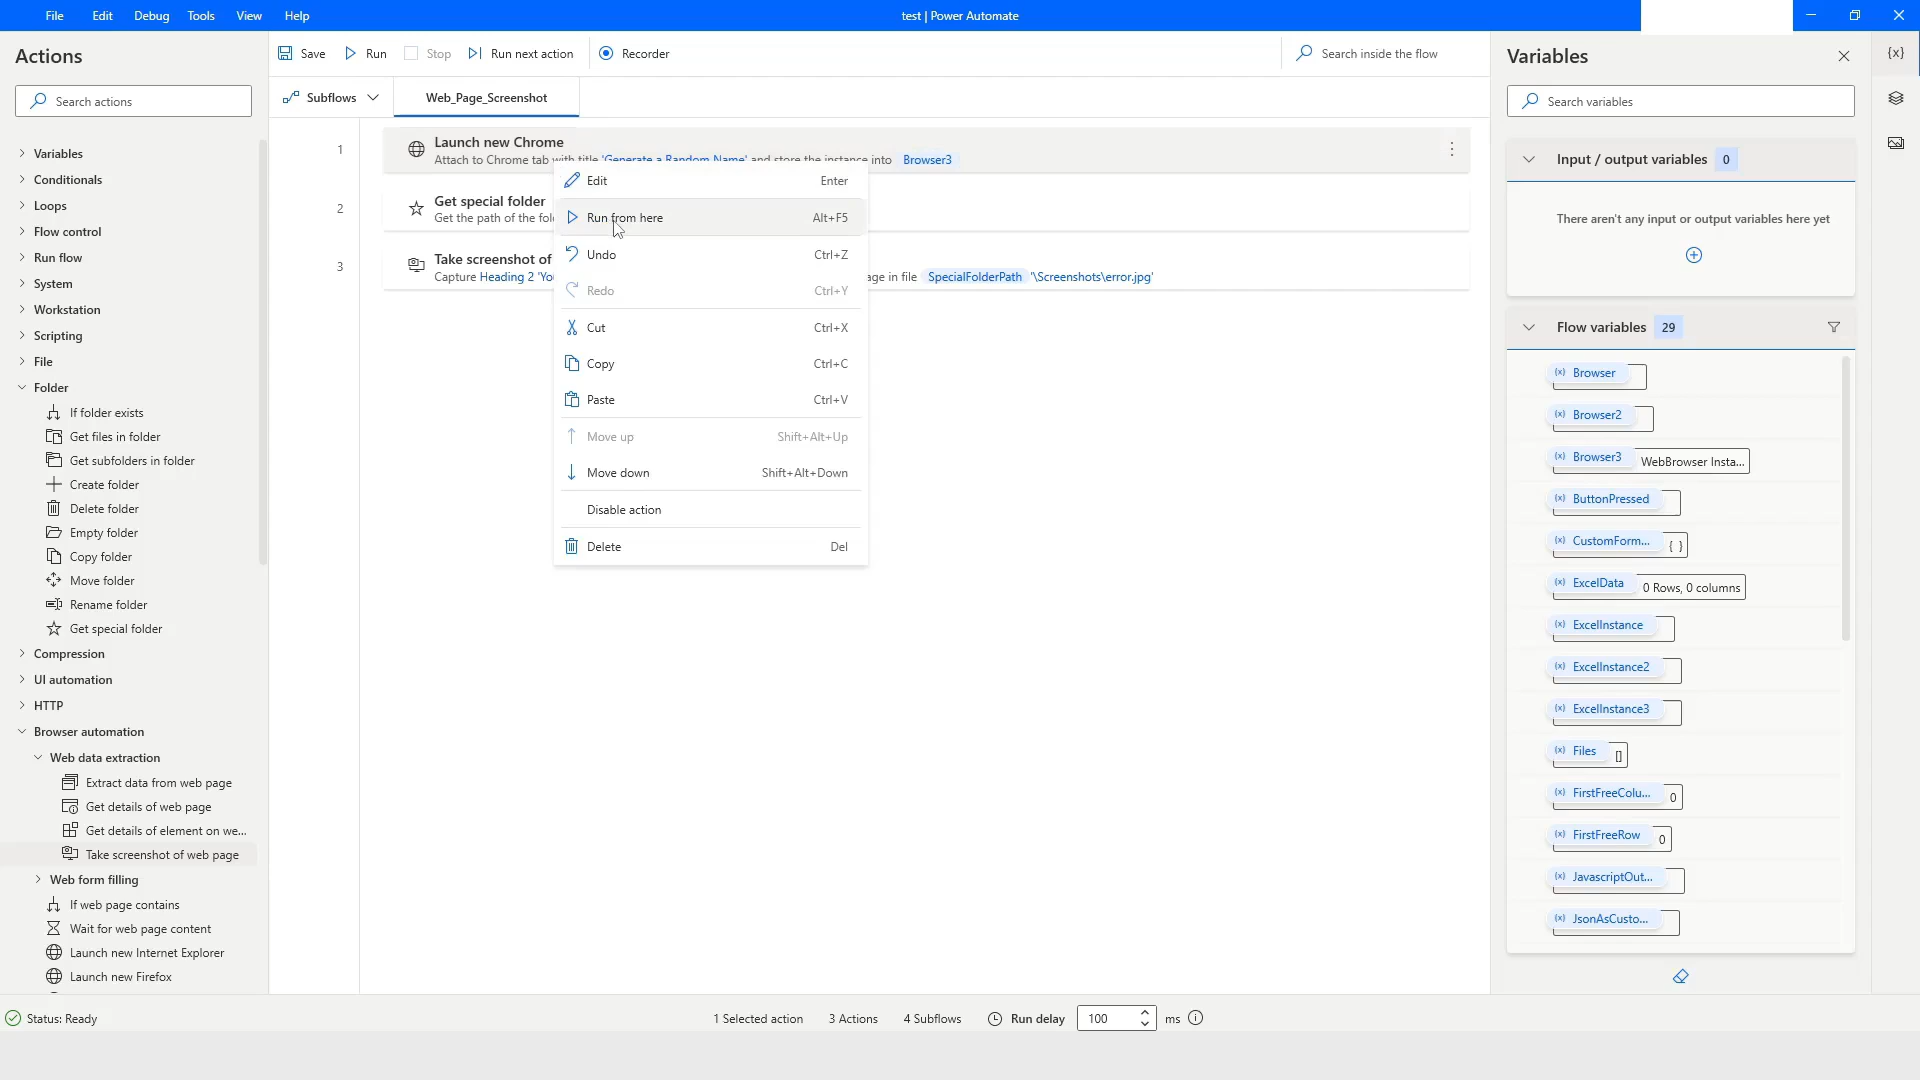 File Edit Debug Tools View Help
test | Power Automate
Actions
Search actions
Variables
Conditionals
Loops
Flow control
Run flow
System
Workstation
Scripting
File
Folder
If folder exists
Get files in folder
Get subfolders in folder
Create folder
Delete folder
Empty folder
Copy folder
Move folder
Rename folder
Get special folder
Compression
UI automation
HTTP
Browser automation
Web data extraction
Extract data from web page
Get details of web page
Get details of element on we...
Take screenshot of web page
Web form filling
If web page contains
Wait for web page content
Launch new Internet Explorer
Launch new Firefox
Save Run Stop Run next action Recorder
Search inside the flow
Subflows Web_Page_Screenshot
1 Launch new Chrome
Attach to Chrome tab with title 'Generate a Random Name' and store the instance into Browser3
2 Get special folder
Get the path of the
3 Take screenshot of
Capture Heading 2 'You in file SpecialFolderPath '\Screenshots\error.jpg'
Edit Enter
Run from here Alt+F5
Undo Ctrl+Z
Redo Ctrl+Y
Cut Ctrl+X
Copy Ctrl+C
Paste Ctrl+V
Move up Shift+Alt+Up
Move down Shift+Alt+Down
Disable action
Delete Del
Variables
{x}
Search variables
Input / output variables 0
There aren't any input or output variables here yet
Flow variables 29
(x) Browser
(x) Browser2
(x) Browser3 WebBrowser Insta...
(x) ButtonPressed
(x) CustomForm... { }
(x) ExcelData 0 Rows, 0 columns
(x) ExcelInstance
(x) ExcelInstance2
(x) ExcelInstance3
(x) Files []
(x) FirstFreeColu... 0
(x) FirstFreeRow 0
(x) JavascriptOut...
(x) JsonAsCusto...
Status: Ready
1 Selected action 3 Actions 4 Subflows Run delay 100 ms